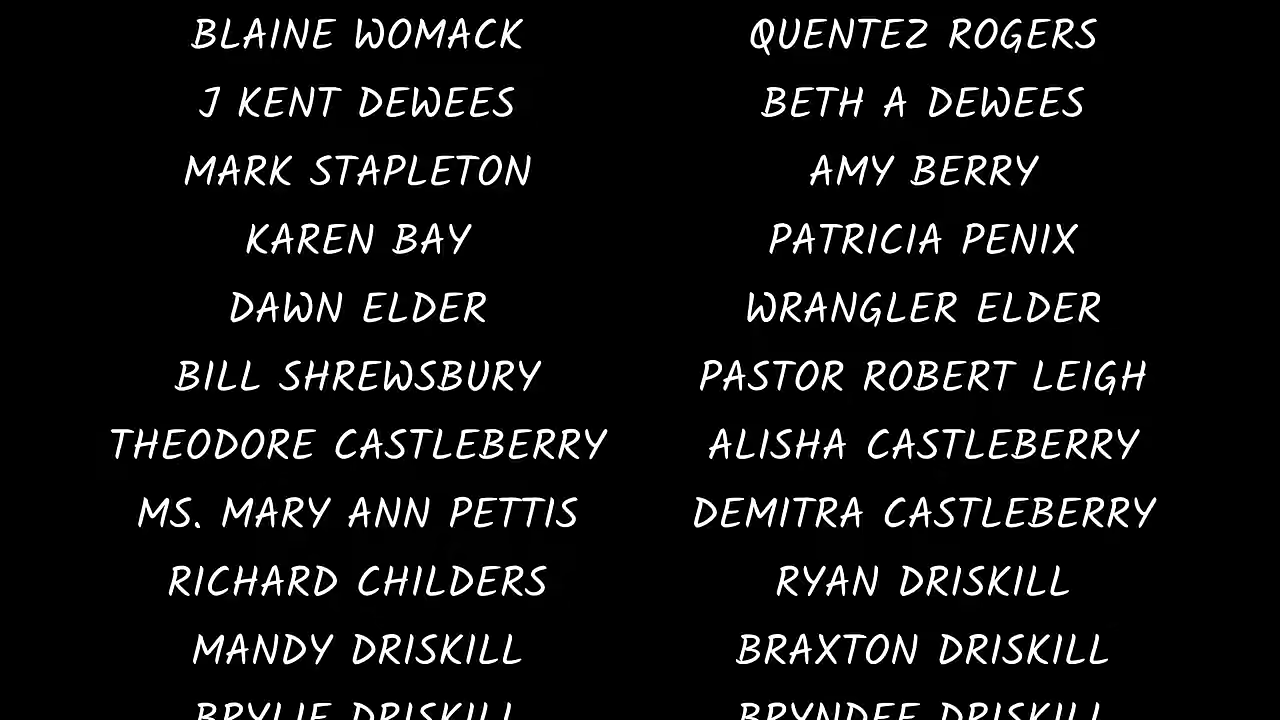 BLAINE WOMACK QUENTEZ ROGERS
J KENT DEWEES BETH A DEWEES
MARK STAPLETON AMY BERRY
KAREN BAY PATRICIA PENIX
DAWN ELDER WRANGLER ELDER
BILL SHREWSBURY PASTOR ROBERT LEIGH
THEODORE CASTLEBERRY ALISHA CASTLEBERRY
MS. MARY ANN PETTIS DEMITRA CASTLEBERRY
RICHARD CHILDERS RYAN DRISKILL
MANDY DRISKILL BRAXTON DRISKILL
BRYLIE DRISKILL BRYNDEE DRISKILL